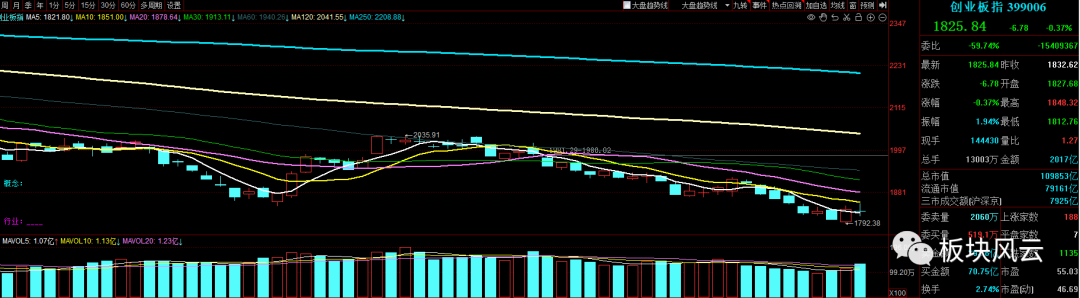 周 月 季 年 1分 5分 15分 30分 60分 多周期 设置 大盘趋势线 大盘趋势线 九转 事件 热点回溯 加自选 均线 预测
创业板指 MA5: 1821.80↓ MA10: 1851.00↓ MA20: 1878.64↓ MA30: 1913.11↓ MA60: 1940.26↓ MA120: 2041.55↓ MA250: 2208.88↓
2035.91
1980.02
1792.38
概念:
行业:
2347
2231
2115
1997
1881
MAVOL5: 1.07亿↑ MAVOL10: 1.13亿↓ MAVOL20: 1.23亿↓
99.20万
X100
创业板指 399006
1825.84 -6.78 -0.37%
委比 -59.74% -15409367
最新 1825.84 昨收 1832.62
涨跌 -6.78 开盘 1827.68
涨幅 -0.37% 最高 1848.32
振幅 1.94% 最低 1812.76
现手 144430 量比 1.27
总手 13003万 金额 2017亿
总市值 109853亿
流通市值 79161亿
三市成交额[沪深京] 7925亿
委卖量 2060万 上涨家数 188
委买量 519.1万 平盘家数 7
1135
买金额 70.75亿 市盈 55.03
换手 2.74% 市盈[动] 46.69
板块风云